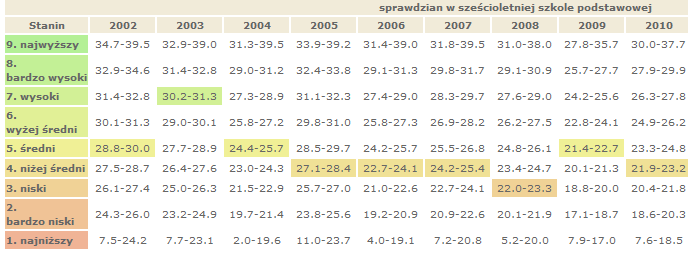 sprawdzian w sześcioletniej szkole podstawowej
Stanin 2002 2003 2004 2005 2006 2007 2008 2009 2010
9. najwyższy 34.7-39.5 32.9-39.0 31.3-39.5 33.9-39.2 31.4-39.0 31.8-39.5 31.0-38.0 27.8-35.7 30.0-37.7
8.
bardzo wysoki 32.9-34.6 31.4-32.8 29.0-31.2 32.4-33.8 29.1-31.3 29.8-31.7 29.1-30.9 25.7-27.7 27.9-29.9
7. wysoki 31.4-32.8 30.2-31.3 27.3-28.9 31.1-32.3 27.4-29.0 28.3-29.7 27.6-29.0 24.2-25.6 26.3-27.8
6.
wyżej średni 30.1-31.3 29.0-30.1 25.8-27.2 29.8-31.0 25.8-27.3 26.9-28.2 26.2-27.5 22.8-24.1 24.9-26.2
5. średni 28.8-30.0 27.7-28.9 24.4-25.7 28.5-29.7 24.2-25.7 25.5-26.8 24.8-26.1 21.4-22.7 23.3-24.8
4. niżej średni 27.5-28.7 26.4-27.6 23.0-24.3 27.1-28.4 22.7-24.1 24.2-25.4 23.4-24.7 20.1-21.3 21.9-23.2
3. niski 26.1-27.4 25.0-26.3 21.5-22.9 25.7-27.0 21.0-22.6 22.7-24.1 22.0-23.3 18.8-20.0 20.4-21.8
2.
bardzo niski 24.3-26.0 23.2-24.9 19.7-21.4 23.8-25.6 19.2-20.9 20.9-22.6 20.1-21.9 17.1-18.7 18.6-20.3
1. najniższy 7.5-24.2 7.7-23.1 2.0-19.6 11.0-23.7 4.0-19.1 7.2-20.8 5.2-20.0 7.9-17.0 7.6-18.5